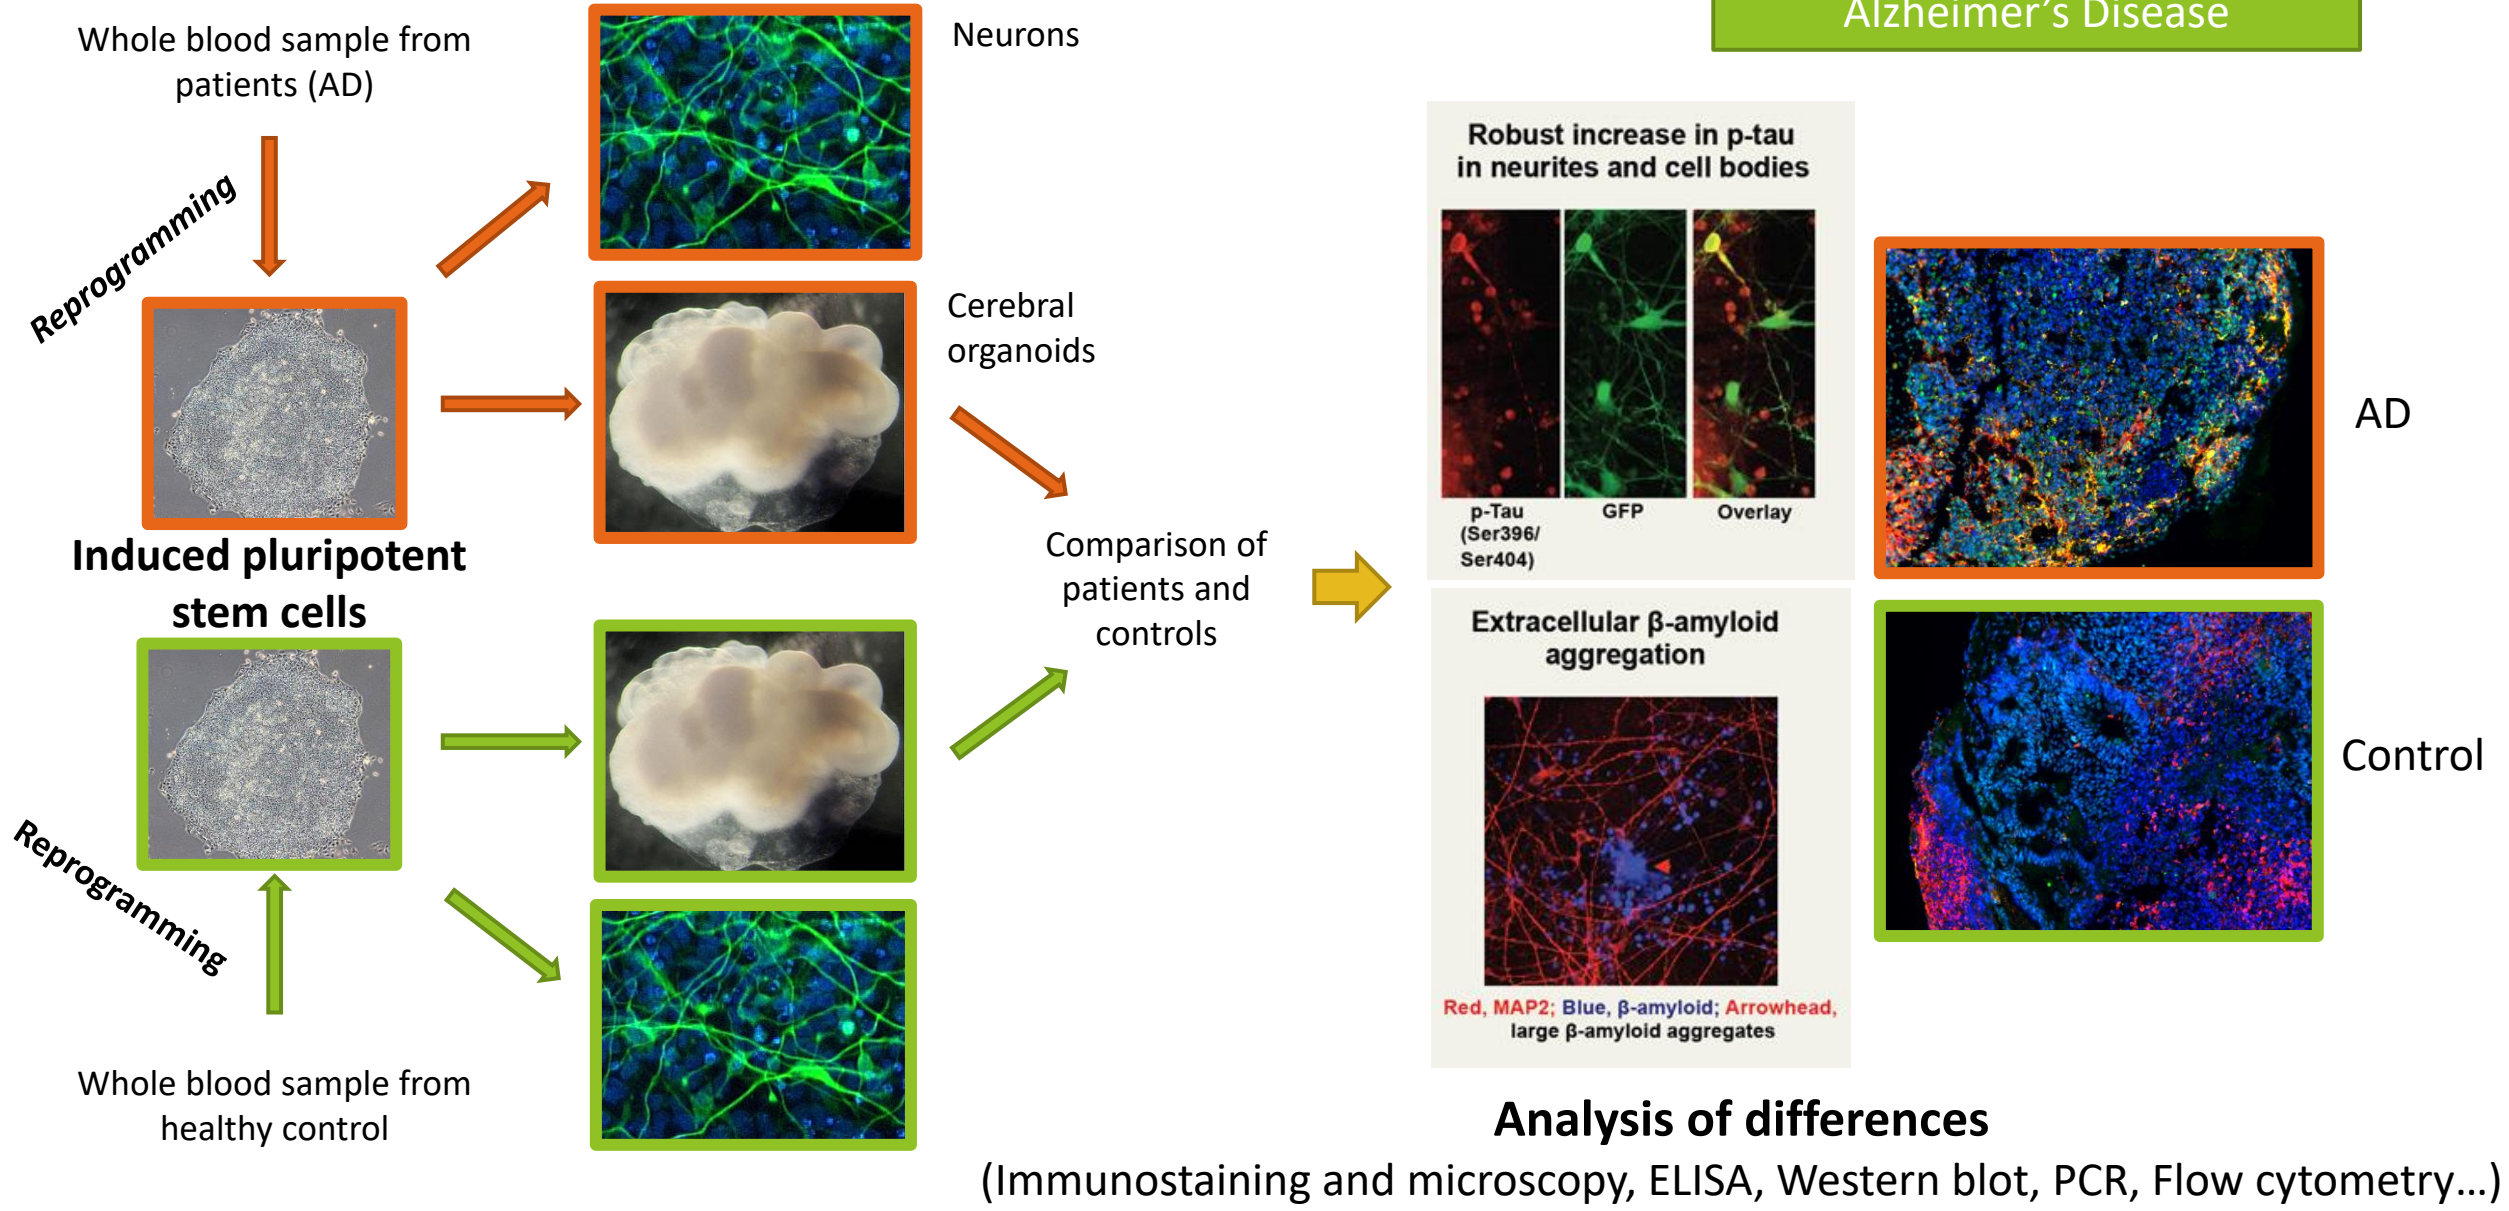 Alzheimer's Disease
Whole blood sample from
patients (AD)
Reprogramming
Neurons
Cerebral
organoids
Induced pluripotent
stem cells
Reprogramming
Whole blood sample from
healthy control
Comparison of
patients and
controls
Robust increase in p-tau
in neurites and cell bodies
p-Tau
(Ser396/
Ser404)
GFP
Overlay
Extracellular β-amyloid
aggregation
Red, MAP2; Blue, β-amyloid; Arrowhead,
large β-amyloid aggregates
AD
Control
Analysis of differences
(Immunostaining and microscopy, ELISA, Western blot, PCR, Flow cytometry...)